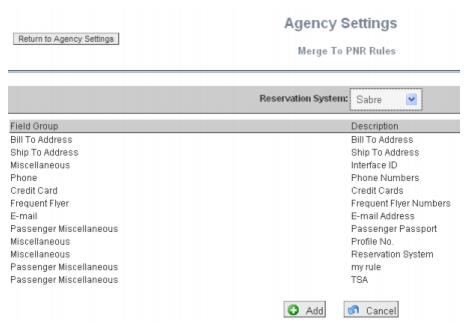 Agency Settings
Return to Agency Settings
Merge To PNR Rules
Reservation System: Sabre
Field Group Description
Bill To Address Bill To Address
Ship To Address Ship To Address
Miscellaneous Interface ID
Phone Phone Numbers
Credit Card Credit Cards
Frequent Flyer Frequent Flyer Numbers
E-mail E-mail Address
Passenger Miscellaneous Passenger Passport
Miscellaneous Profile No.
Miscellaneous Reservation System
Passenger Miscellaneous my rule
Passenger Miscellaneous TSA
Add Cancel